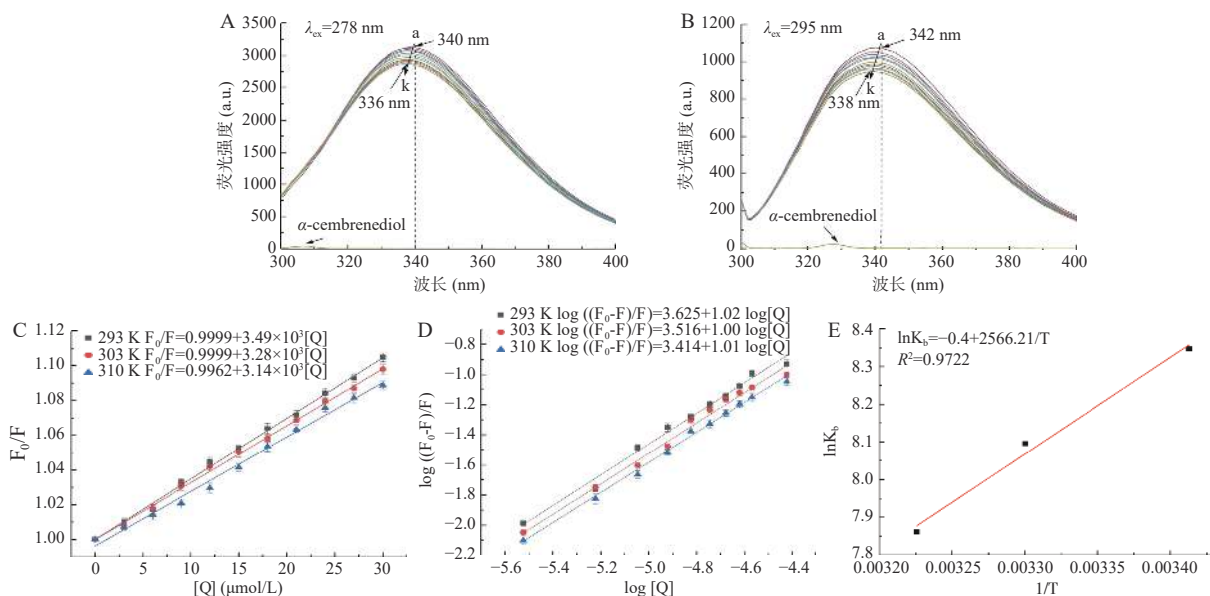 A
λex=278 nm
a
340 nm
k
336 nm
α-cembrenediol
荧光强度 (a.u.)
3500
3000
2500
2000
1500
1000
500
0
300
320
340
360
380
400
波长 (nm)
B
λex=295 nm
a
342 nm
k
338 nm
α-cembrenediol
荧光强度 (a.u.)
1200
1000
800
600
400
200
0
300
320
340
360
380
400
波长 (nm)
C
293 K F₀/F=0.9999+3.49×10³[Q]
303 K F₀/F=0.9999+3.28×10³[Q]
310 K F₀/F=0.9962+3.14×10³[Q]
F₀/F
1.12
1.10
1.08
1.06
1.04
1.02
1.00
0
5
10
15
20
25
30
[Q] (μmol/L)
D
293 K log ((F₀-F)/F)=3.625+1.02 log[Q]
303 K log ((F₀-F)/F)=3.516+1.00 log[Q]
310 K log ((F₀-F)/F)=3.414+1.01 log[Q]
log ((F₀-F)/F)
−0.8
−1.0
−1.2
−1.4
−1.6
−1.8
−2.0
−2.2
−5.6
−5.4
−5.2
−5.0
−4.8
−4.6
−4.4
−4.2
log [Q]
E
lnKb=−0.4+2566.21/T
R²=0.9722
lnKb
8.4
8.3
8.2
8.1
8.0
7.9
7.8
0.00320
0.00330
0.00340
1/T